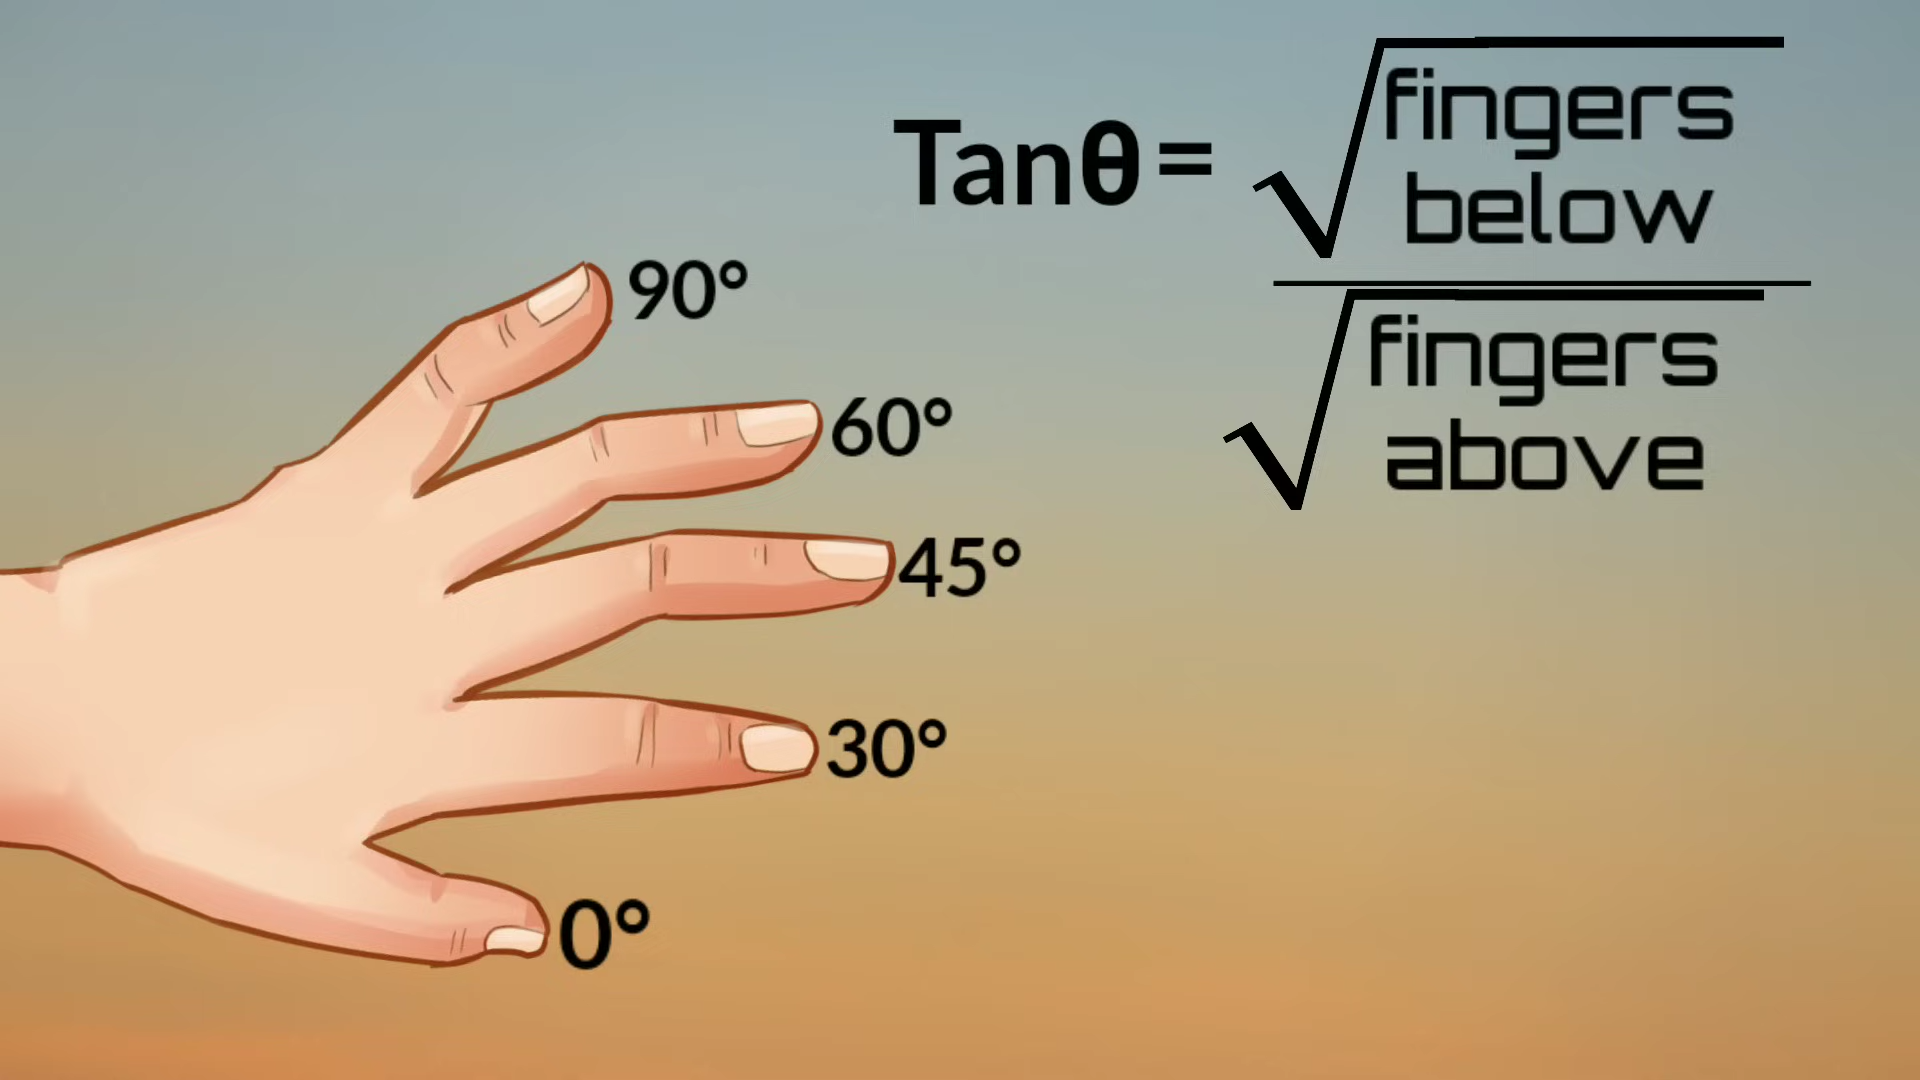 Tanθ = √fingers
below
√fingers
above
90°
60°
45°
30°
0°